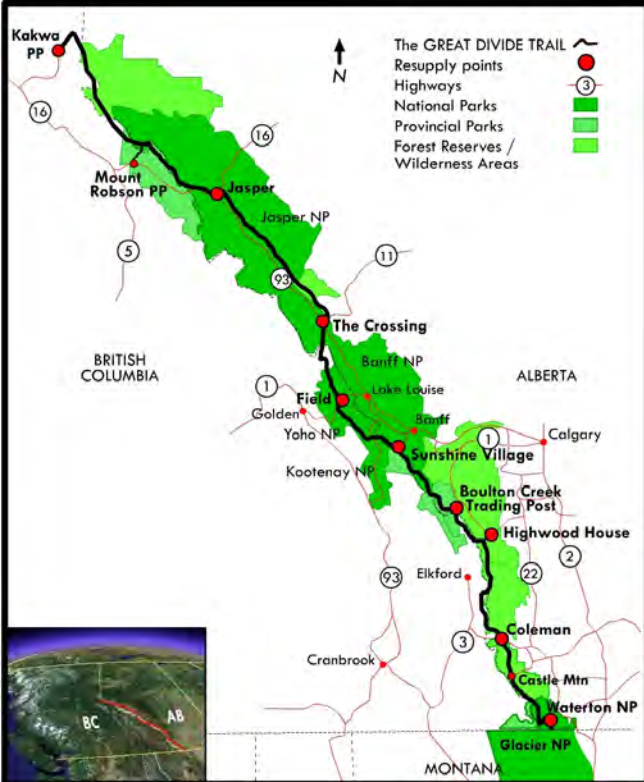 Kakwa
PP
The GREAT DIVIDE TRAIL
Resupply points
Highways
3
National Parks
Provincial Parks
Forest Reserves /
Wilderness Areas
N
16
16
Mount
Robson PP
Jasper
Jasper NP
5
11
93
The Crossing
BRITISH
COLUMBIA
Banff NP
ALBERTA
1
Lake Louise
Field
Golden
Banff
1
Calgary
Yoho NP
Sunshine Village
Kootenay NP
Boulton Creek
Trading Post
Highwood House
2
Elkford
22
93
Coleman
3
Cranbrook
Castle Mtn
Waterton NP
Glacier NP
MONTANA
BC
AB